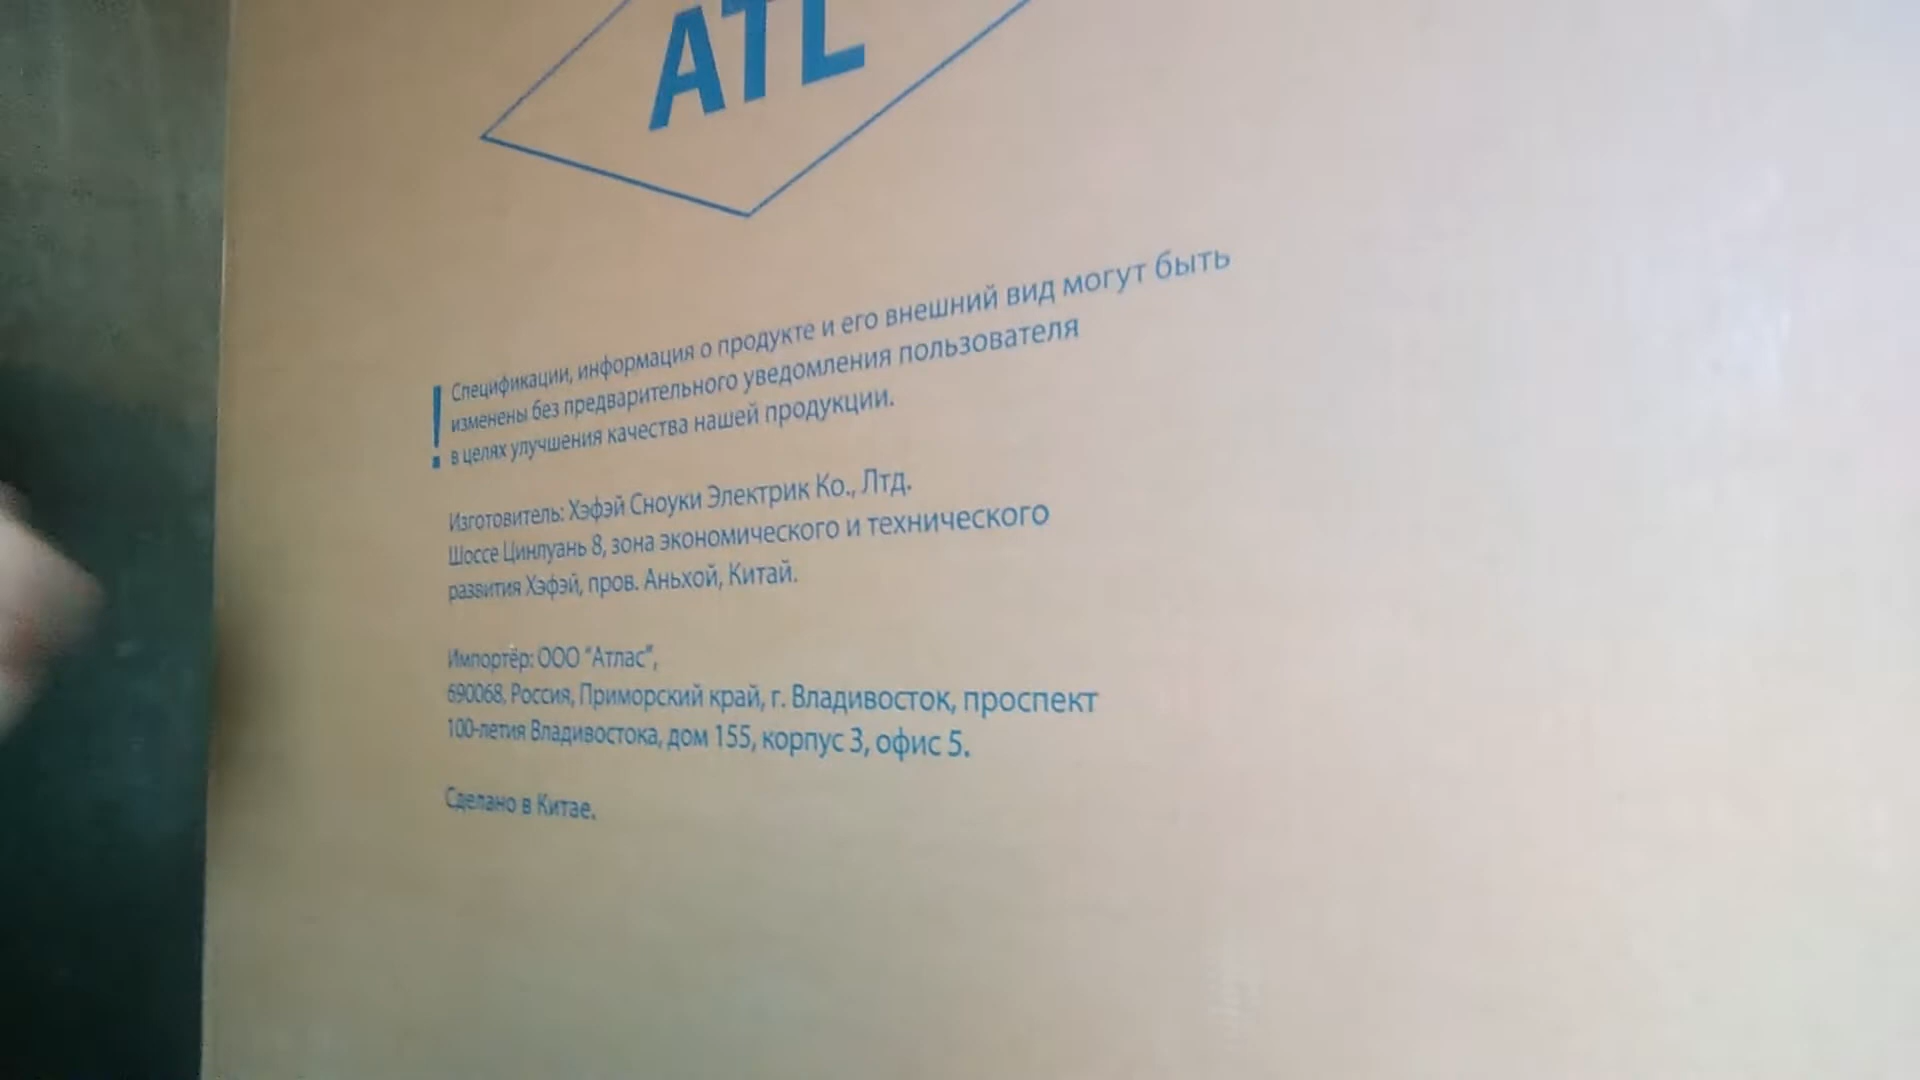 ATL
! Спецификации, информация о продукте и его внешний вид могут быть
изменены без предварительного уведомления пользователя
в целях улучшения качества нашей продукции.
Изготовитель: Хэфэй Сноуки Электрик Ко., Лтд.
Шоссе Цинлуань 8, зона экономического и технического
развития Хэфэй, пров. Аньхой, Китай.
Импортёр: ООО "Атлас",
690068, Россия, Приморский край, г. Владивосток, проспект
100-летия Владивостока, дом 155, корпус 3, офис 5.
Сделано в Китае.